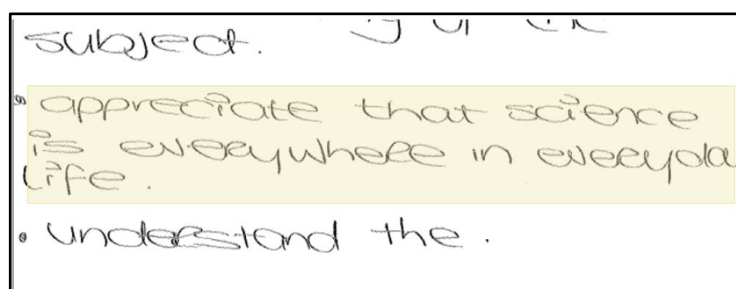 subject.
• appreciate that science
is everywhere in everyda
life.
• understand the.